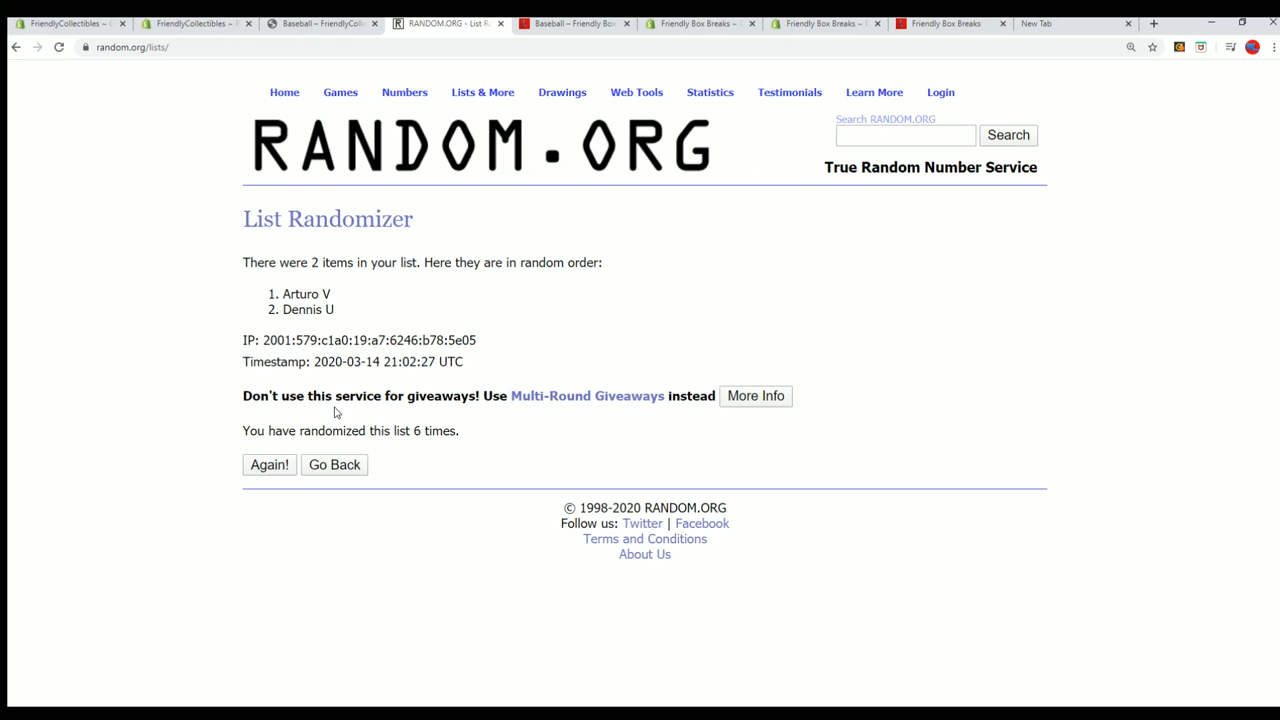 FriendlyCollectibles ~
FriendlyCollectibles ~
Baseball – FriendlyColle
RANDOM.ORG - List R
Baseball – Friendly Box
Friendly Box Breaks ~
Friendly Box Breaks ~
Friendly Box Breaks
New Tab
random.org/lists/
Home Games Numbers Lists & More Drawings Web Tools Statistics Testimonials Learn More Login
RANDOM.ORG
Search RANDOM.ORG
Search
True Random Number Service
List Randomizer
There were 2 items in your list. Here they are in random order:
1. Arturo V
2. Dennis U
IP: 2001:579:c1a0:19:a7:6246:b78:5e05
Timestamp: 2020-03-14 21:02:27 UTC
Don't use this service for giveaways! Use Multi-Round Giveaways instead More Info
You have randomized this list 6 times.
Again! Go Back
© 1998-2020 RANDOM.ORG
Follow us: Twitter | Facebook
Terms and Conditions
About Us